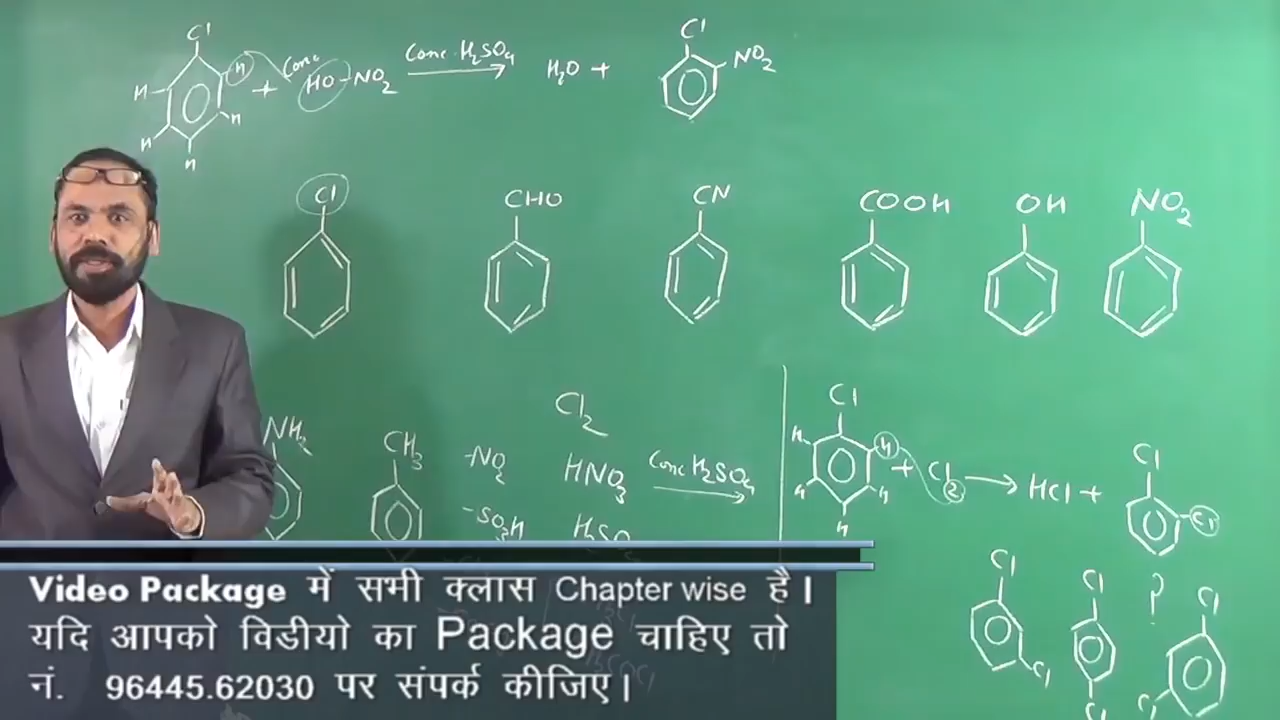 Cl
H Conc
H + HO-NO2 Conc. H2SO4 → H2O + Cl NO2
H H
H
Cl CHO CN COOH OH NO2
Cl2
NH2 CH3 -NO2 HNO3 Conc H2SO4 →
-SO3H
Cl
H H + Cl2 → HCl + Cl Cl
H H
H
Cl Cl ? Cl
Cl Cl Cl
Video Package में सभी क्लास Chapter wise है।
यदि आपको विडीयो का Package चाहिए तो
नं. 96445.62030 पर संपर्क कीजिए।